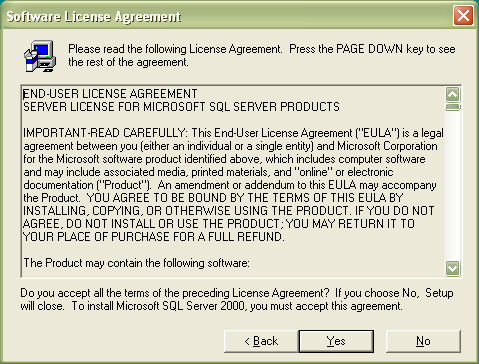 Software License Agreement
Please read the following License Agreement. Press the PAGE DOWN key to see
the rest of the agreement.
END-USER LICENSE AGREEMENT
SERVER LICENSE FOR MICROSOFT SQL SERVER PRODUCTS
IMPORTANT-READ CAREFULLY: This End-User License Agreement ("EULA") is a legal
agreement between you (either an individual or a single entity) and Microsoft Corporation
for the Microsoft software product identified above, which includes computer software
and may include associated media, printed materials, and "online" or electronic
documentation ("Product"). An amendment or addendum to this EULA may accompany
the Product. YOU AGREE TO BE BOUND BY THE TERMS OF THIS EULA BY
INSTALLING, COPYING, OR OTHERWISE USING THE PRODUCT. IF YOU DO NOT
AGREE, DO NOT INSTALL OR USE THE PRODUCT; YOU MAY RETURN IT TO
YOUR PLACE OF PURCHASE FOR A FULL REFUND.
The Product may contain the following software:
Do you accept all the terms of the preceding License Agreement? If you choose No, Setup
will close. To install Microsoft SQL Server 2000, you must accept this agreement.
< Back
Yes
No